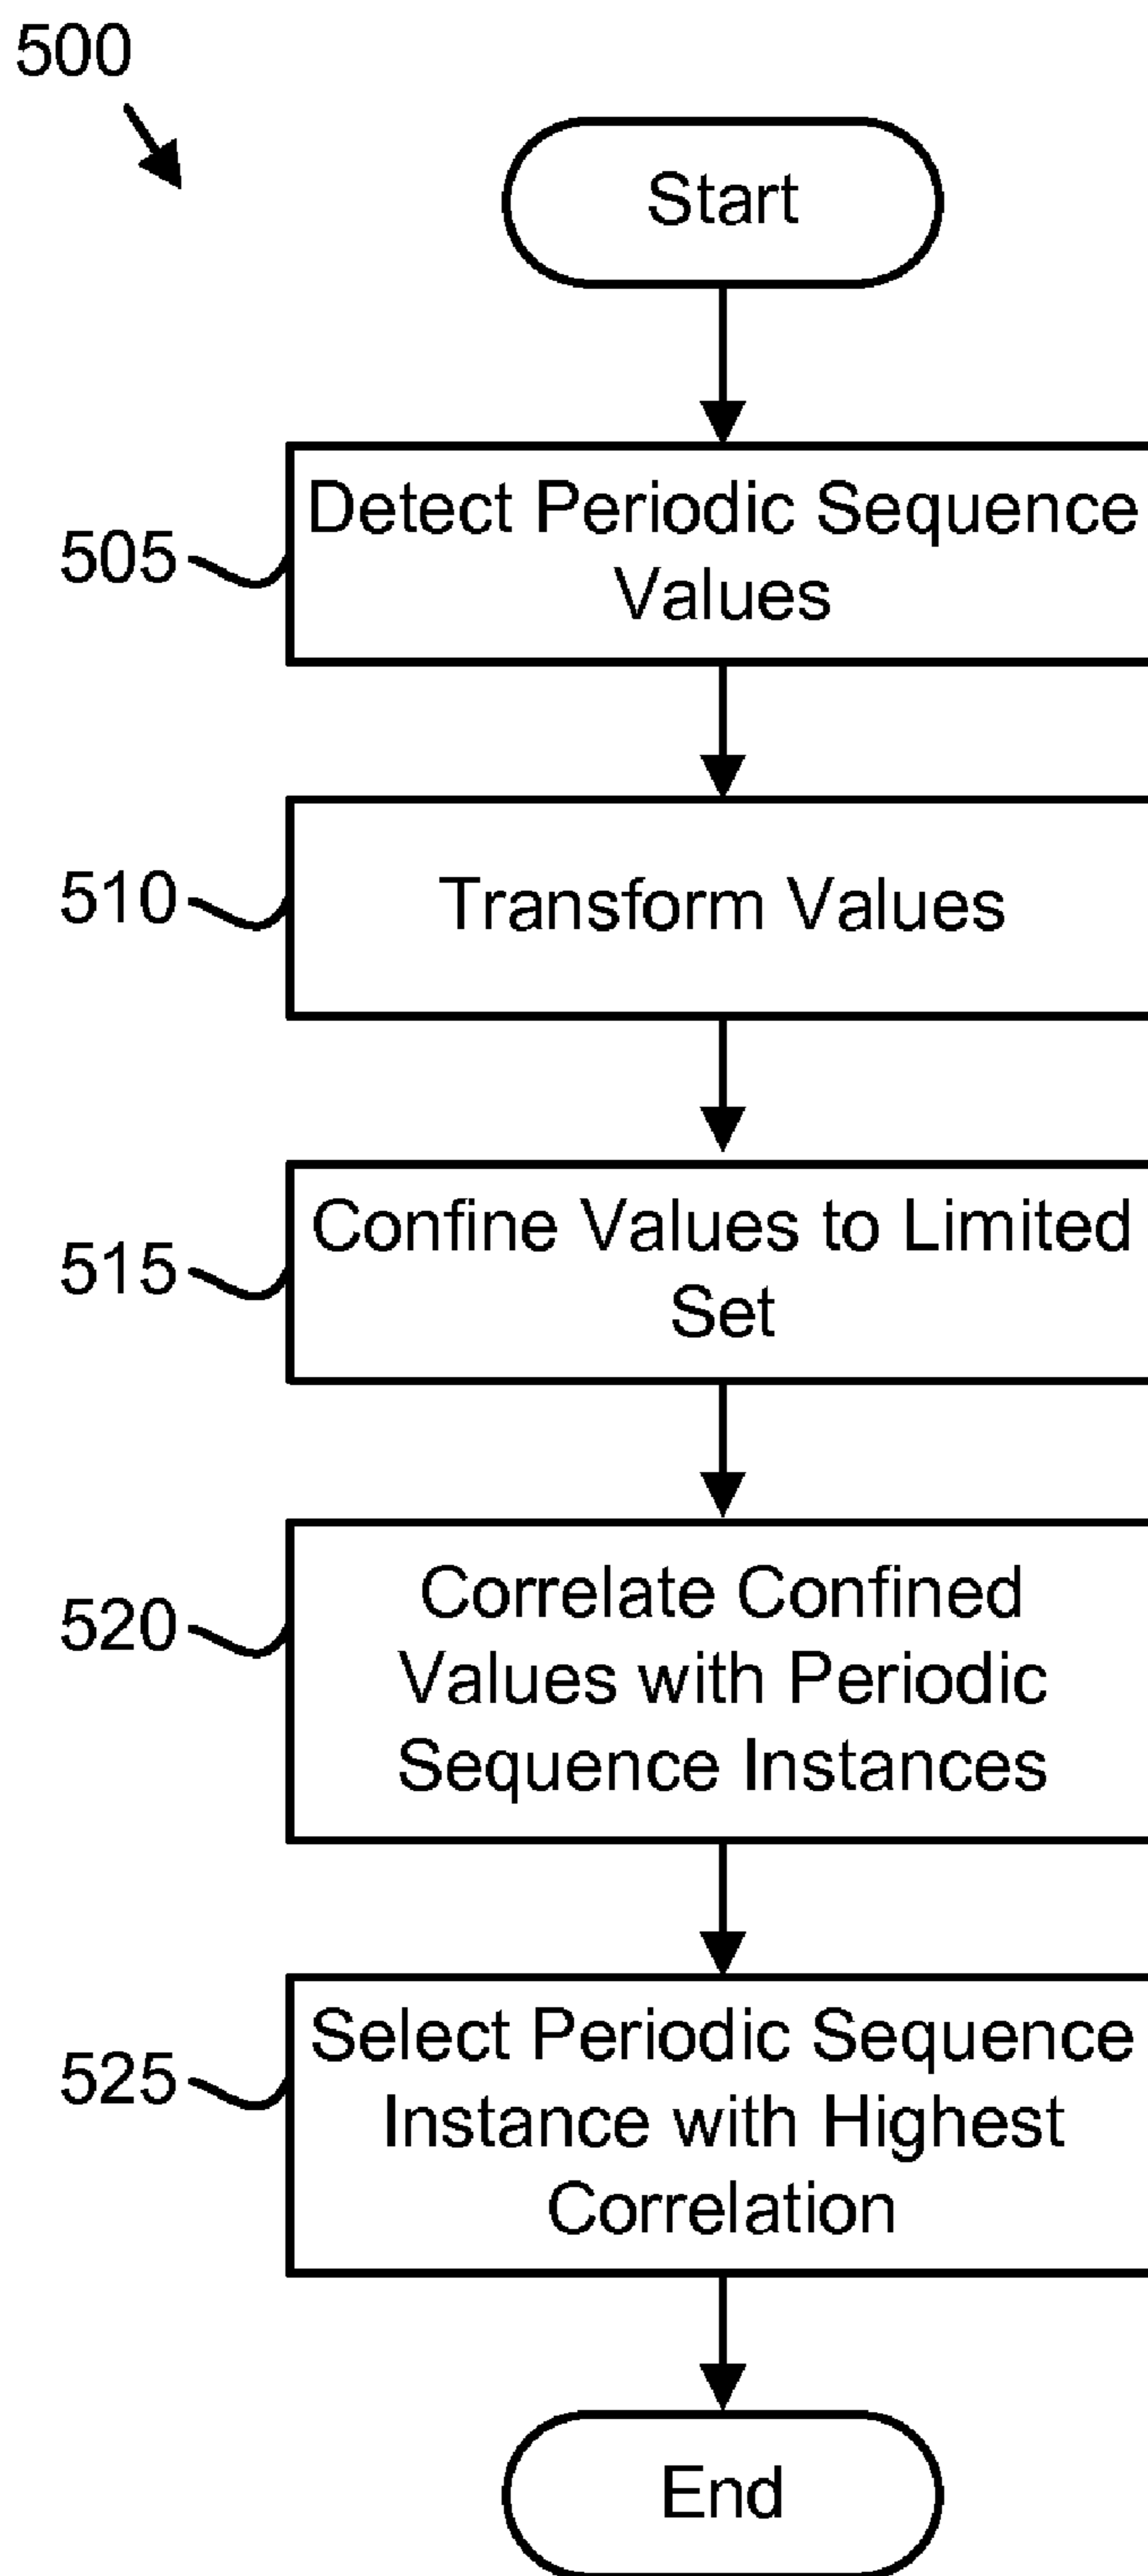 500
Start
505
Detect Periodic Sequence
Values
510
Transform Values
515
Confine Values to Limited
Set
520
Correlate Confined
Values with Periodic
Sequence Instances
525
Select Periodic Sequence
Instance with Highest
Correlation
End